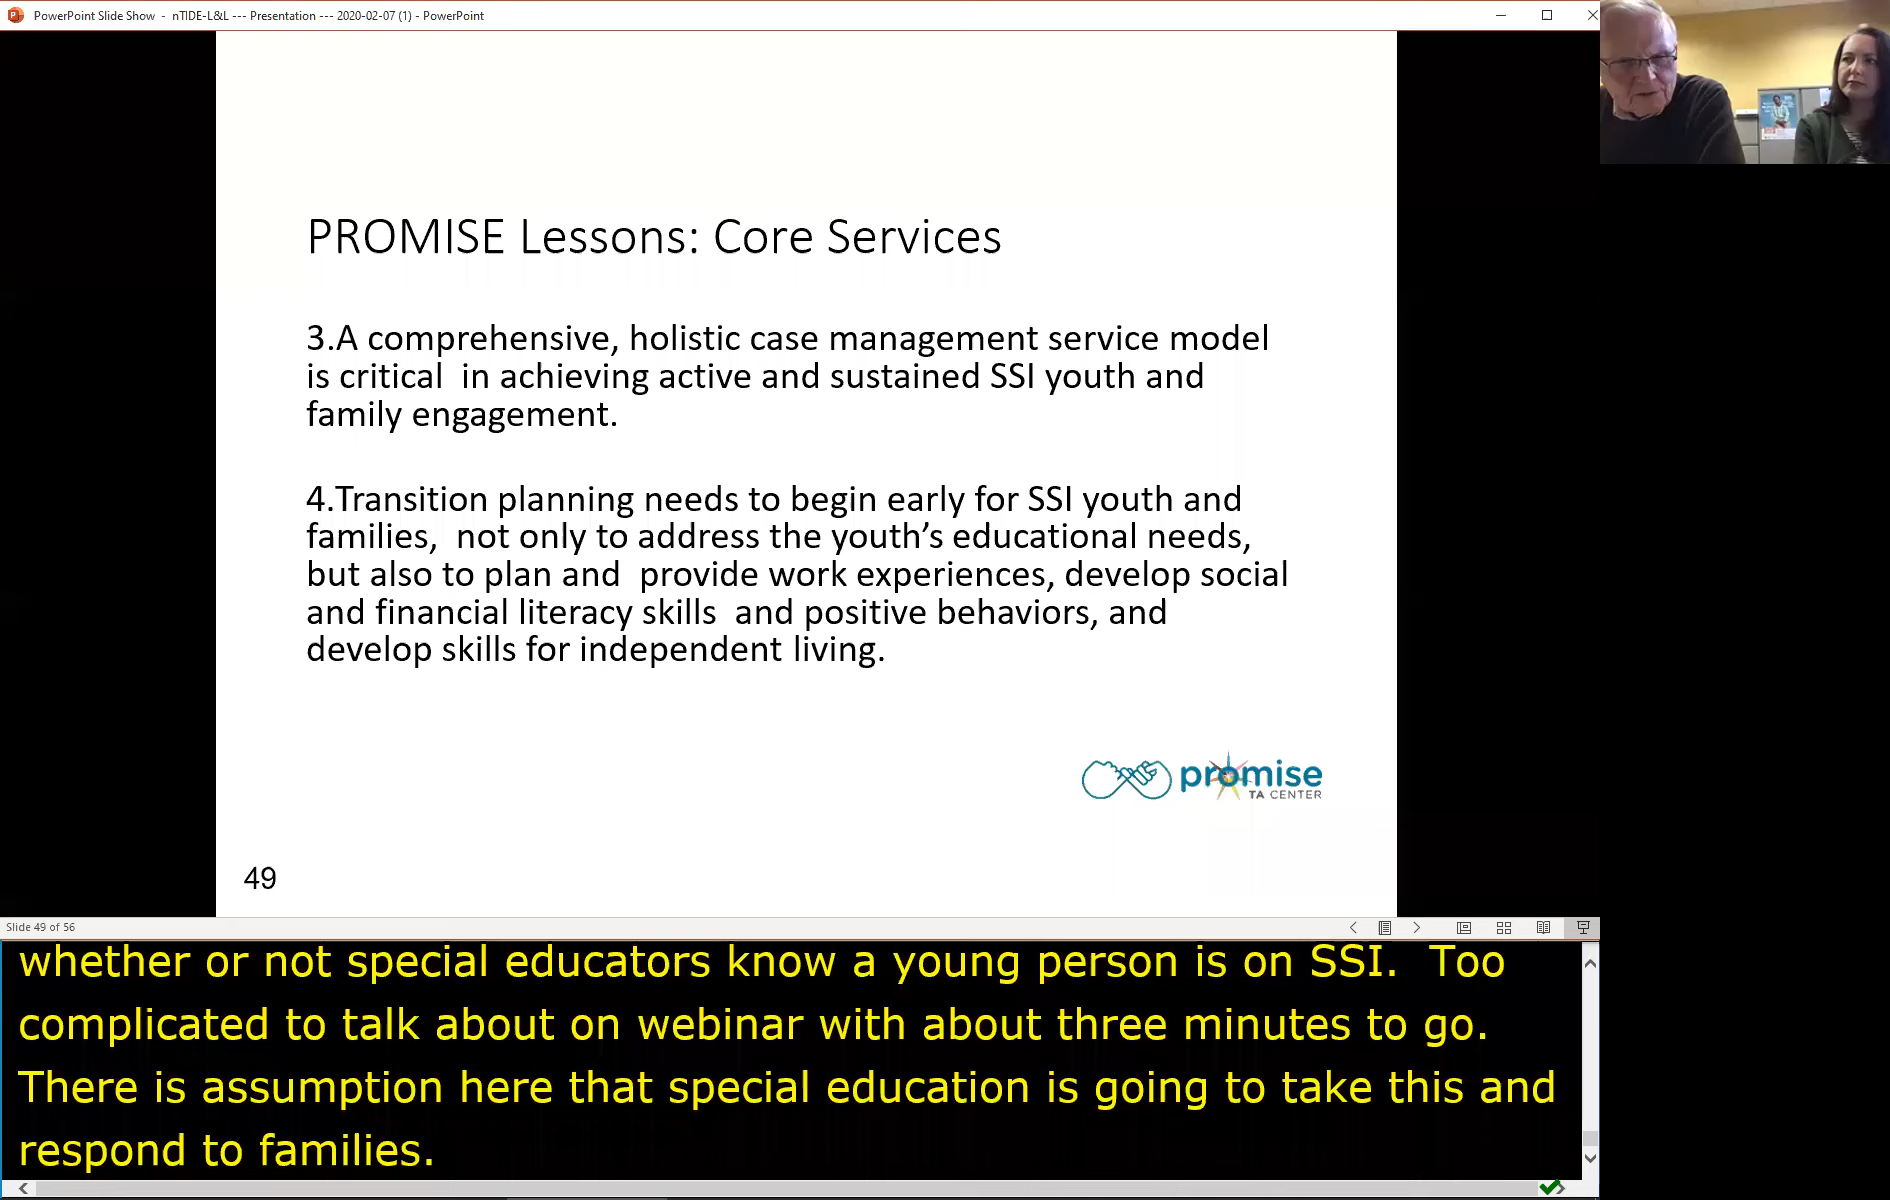 PowerPoint Slide Show - nTIDE-L&L --- Presentation --- 2020-02-07 (1) - PowerPoint
PROMISE Lessons: Core Services
3.A comprehensive, holistic case management service model
is critical in achieving active and sustained SSI youth and
family engagement.
4.Transition planning needs to begin early for SSI youth and
families, not only to address the youth’s educational needs,
but also to plan and provide work experiences, develop social
and financial literacy skills and positive behaviors, and
develop skills for independent living.
promise
TA CENTER
49
Slide 49 of 56
whether or not special educators know a young person is on SSI. Too
complicated to talk about on webinar with about three minutes to go.
There is assumption here that special education is going to take this and
respond to families.